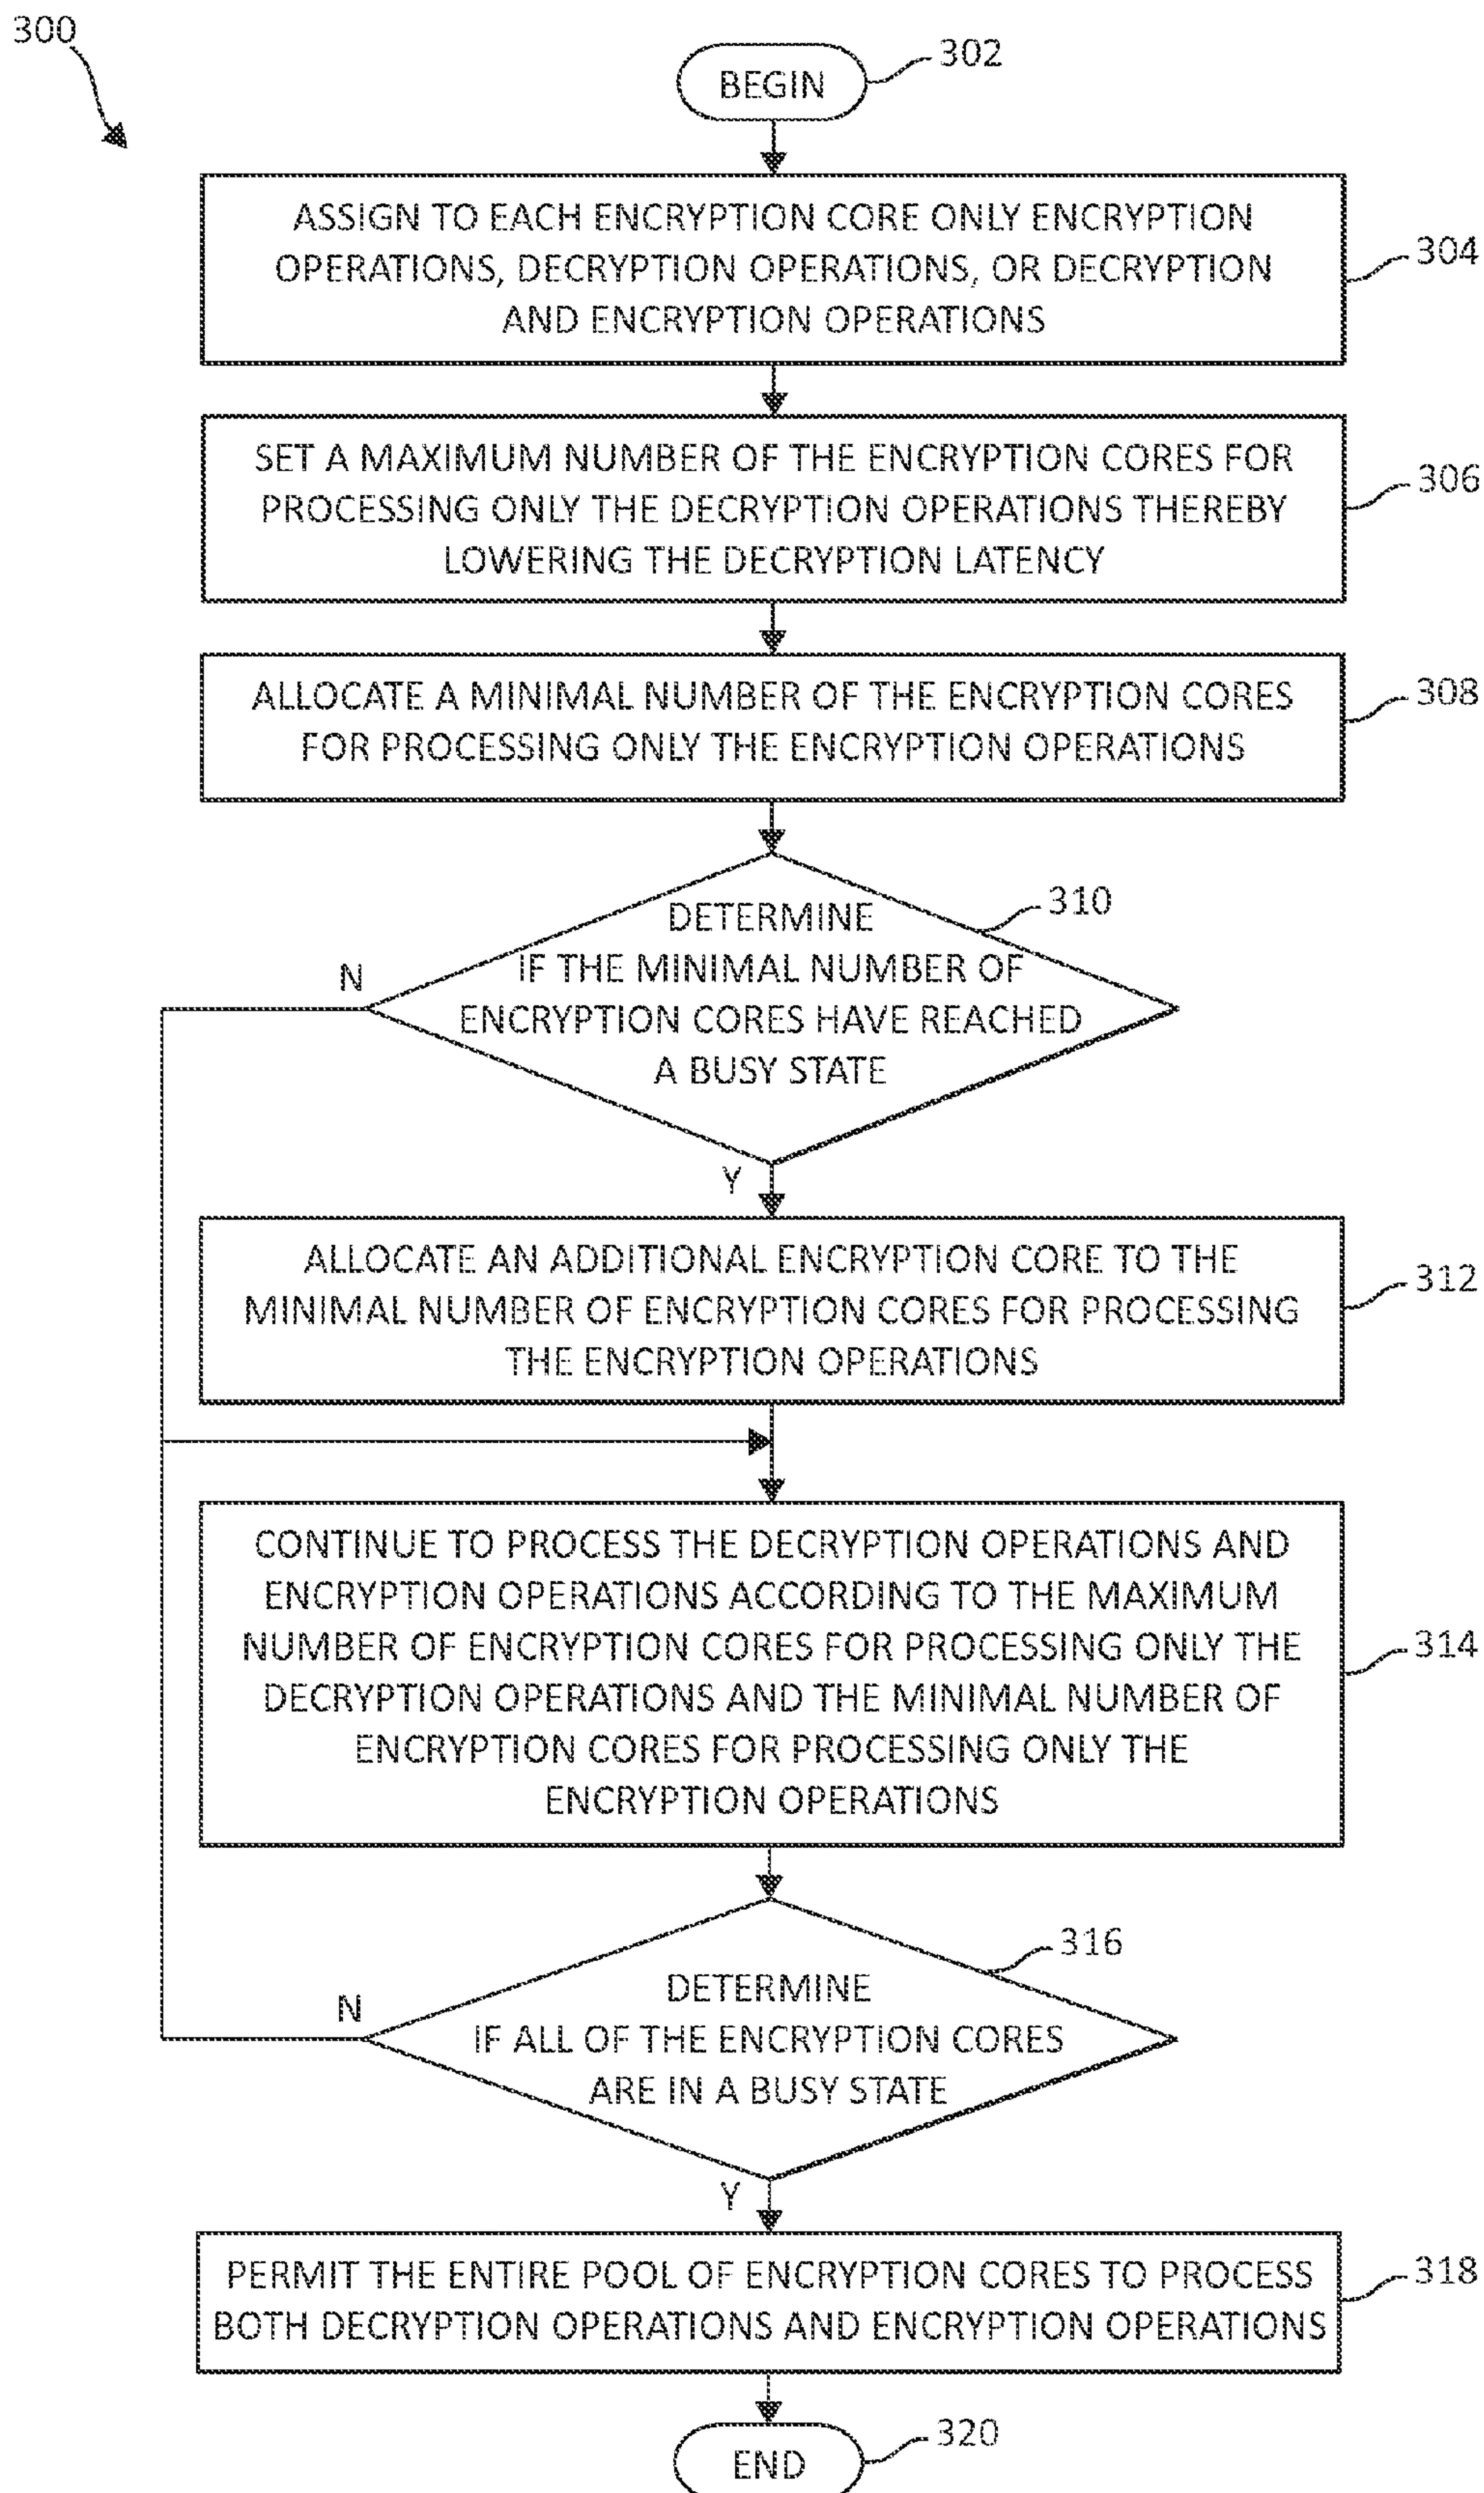 300
BEGIN
302
ASSIGN TO EACH ENCRYPTION CORE ONLY ENCRYPTION
OPERATIONS, DECRYPTION OPERATIONS, OR DECRYPTION
AND ENCRYPTION OPERATIONS
304
SET A MAXIMUM NUMBER OF THE ENCRYPTION CORES FOR
PROCESSING ONLY THE DECRYPTION OPERATIONS THEREBY
LOWERING THE DECRYPTION LATENCY
306
ALLOCATE A MINIMAL NUMBER OF THE ENCRYPTION CORES
FOR PROCESSING ONLY THE ENCRYPTION OPERATIONS
308
DETERMINE
IF THE MINIMAL NUMBER OF
ENCRYPTION CORES HAVE REACHED
A BUSY STATE
310
N
Y
ALLOCATE AN ADDITIONAL ENCRYPTION CORE TO THE
MINIMAL NUMBER OF ENCRYPTION CORES FOR PROCESSING
THE ENCRYPTION OPERATIONS
312
CONTINUE TO PROCESS THE DECRYPTION OPERATIONS AND
ENCRYPTION OPERATIONS ACCORDING TO THE MAXIMUM
NUMBER OF ENCRYPTION CORES FOR PROCESSING ONLY THE
DECRYPTION OPERATIONS AND THE MINIMAL NUMBER OF
ENCRYPTION CORES FOR PROCESSING ONLY THE
ENCRYPTION OPERATIONS
314
DETERMINE
IF ALL OF THE ENCRYPTION CORES
ARE IN A BUSY STATE
316
N
Y
PERMIT THE ENTIRE POOL OF ENCRYPTION CORES TO PROCESS
BOTH DECRYPTION OPERATIONS AND ENCRYPTION OPERATIONS
318
END
320